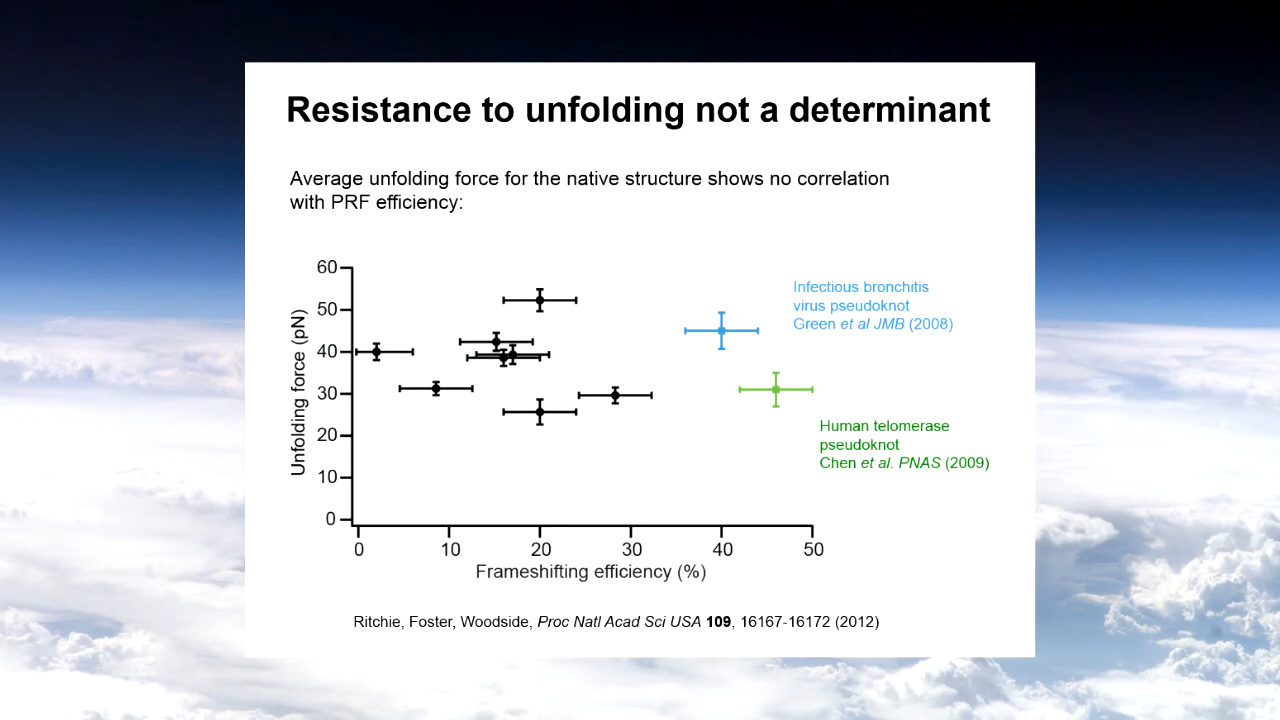 Resistance to unfolding not a determinant
Average unfolding force for the native structure shows no correlation
with PRF efficiency:
Unfolding force (pN)
60
50
40
30
20
10
0
0 10 20 30 40 50
Frameshifting efficiency (%)
Infectious bronchitis
virus pseudoknot
Green et al JMB (2008)
Human telomerase
pseudoknot
Chen et al. PNAS (2009)
Ritchie, Foster, Woodside, Proc Natl Acad Sci USA 109, 16167-16172 (2012)